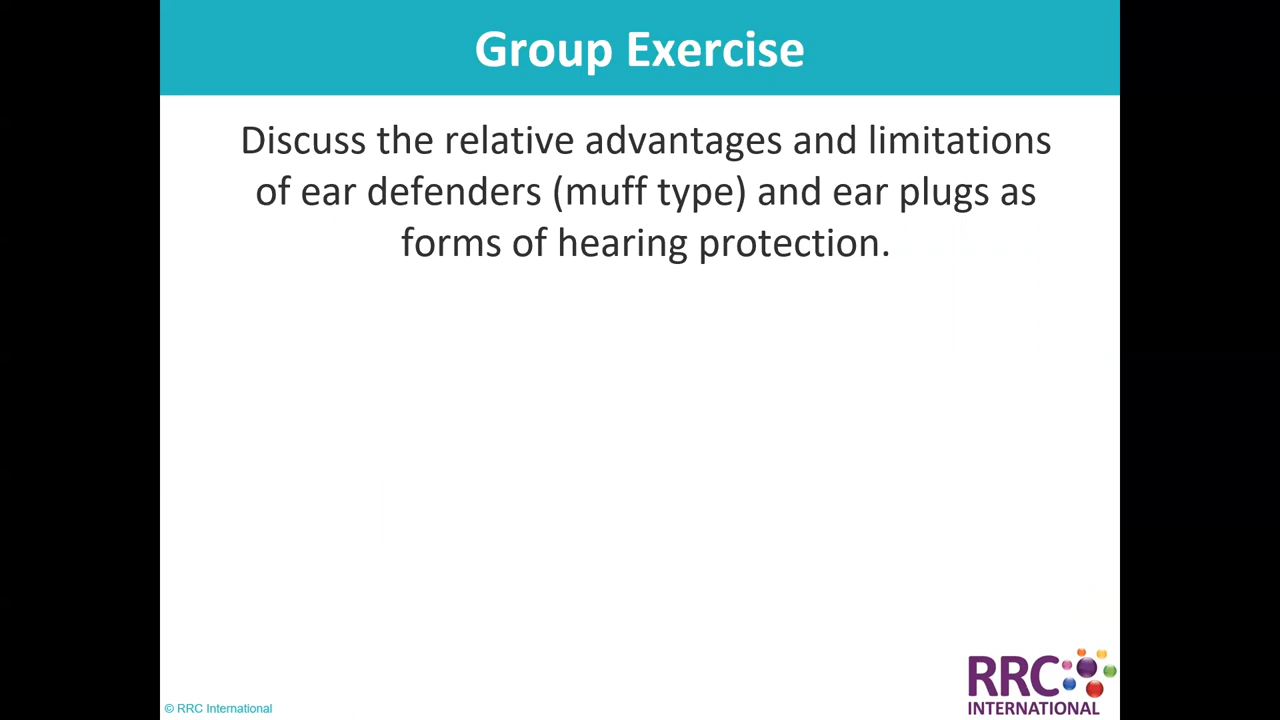 Group Exercise
Discuss the relative advantages and limitations
of ear defenders (muff type) and ear plugs as
forms of hearing protection.
© RRC International
RRC
INTERNATIONAL